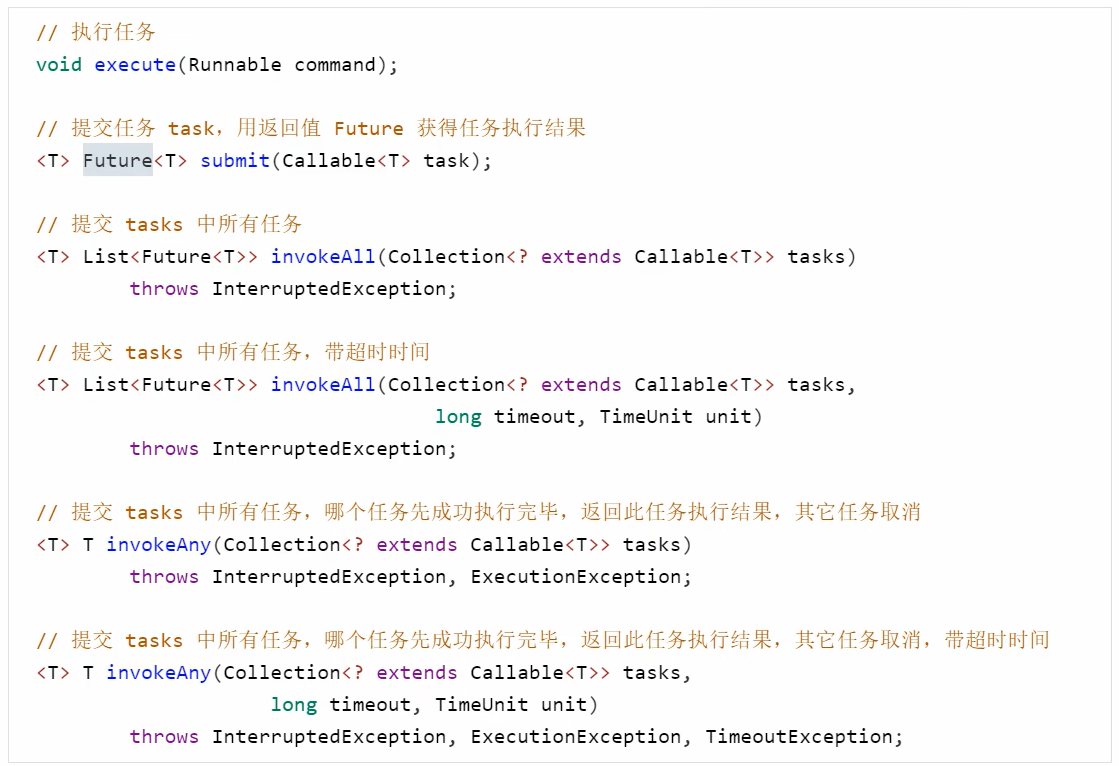 // 执行任务
void execute(Runnable command);
// 提交任务 task，用返回值 Future 获得任务执行结果
<T> Future<T> submit(Callable<T> task);
// 提交 tasks 中所有任务
<T> List<Future<T>> invokeAll(Collection<? extends Callable<T>> tasks)
throws InterruptedException;
// 提交 tasks 中所有任务，带超时时间
<T> List<Future<T>> invokeAll(Collection<? extends Callable<T>> tasks,
long timeout, TimeUnit unit)
throws InterruptedException;
// 提交 tasks 中所有任务，哪个任务先成功执行完毕，返回此任务执行结果，其它任务取消
<T> T invokeAny(Collection<? extends Callable<T>> tasks)
throws InterruptedException, ExecutionException;
// 提交 tasks 中所有任务，哪个任务先成功执行完毕，返回此任务执行结果，其它任务取消，带超时时间
<T> T invokeAny(Collection<? extends Callable<T>> tasks,
long timeout, TimeUnit unit)
throws InterruptedException, ExecutionException, TimeoutException;